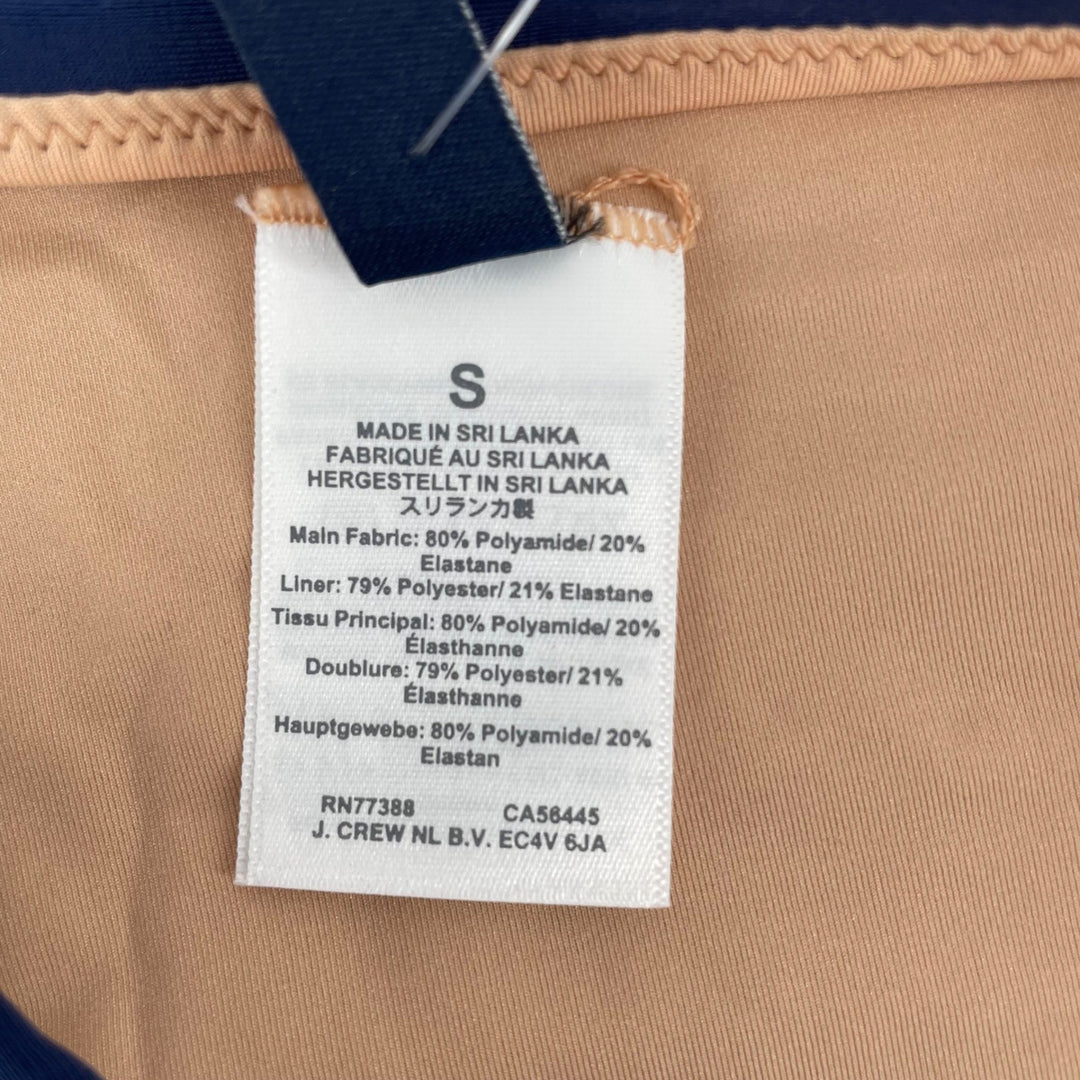 S
MADE IN SRI LANKA
FABRIQUÉ AU SRI LANKA
HERGESTELLT IN SRI LANKA
スリランカ製
Main Fabric: 80% Polyamide/ 20%
Elastane
Liner: 79% Polyester/ 21% Elastane
Tissu Principal: 80% Polyamide/ 20%
Élasthanne
Doublure: 79% Polyester/ 21%
Élasthanne
Hauptgewebe: 80% Polyamide/ 20%
Elastan
RN77388 CA56445
J. CREW NL B.V. EC4V 6JA